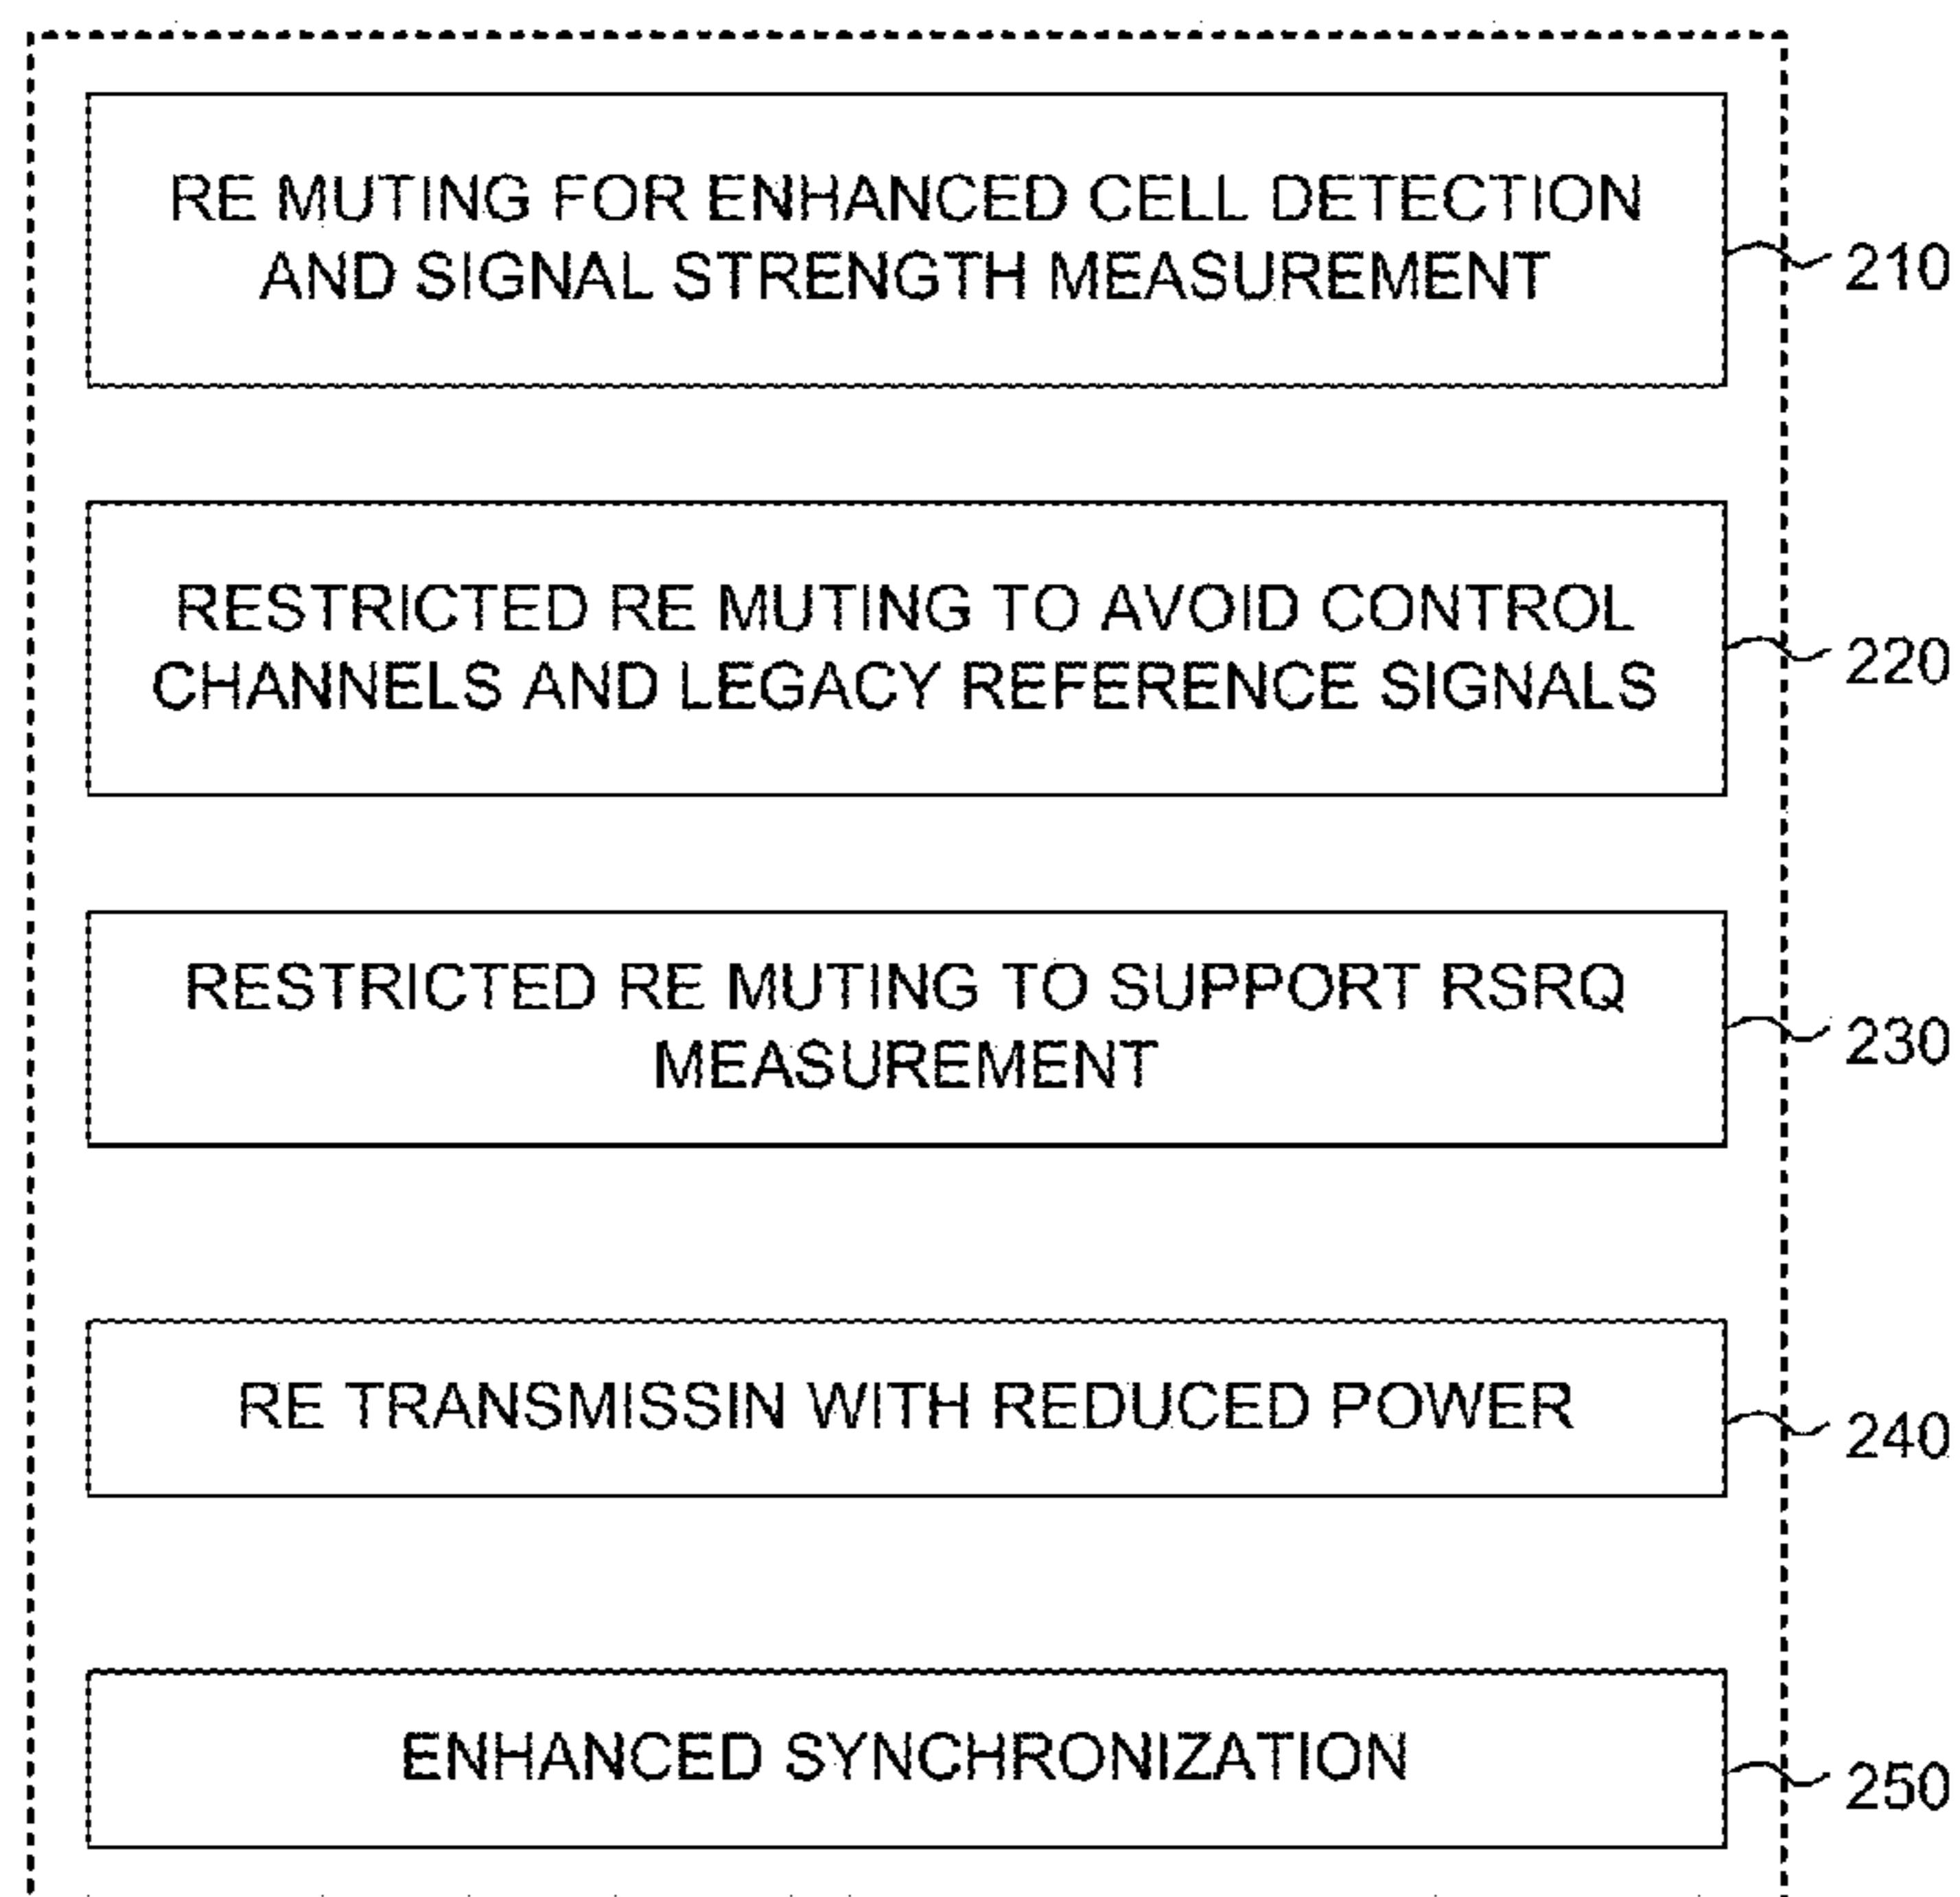 RE MUTING FOR ENHANCED CELL DETECTION
AND SIGNAL STRENGTH MEASUREMENT
210
RESTRICTED RE MUTING TO AVOID CONTROL
CHANNELS AND LEGACY REFERENCE SIGNALS
220
RESTRICTED RE MUTING TO SUPPORT RSRQ
MEASUREMENT
230
RE TRANSMISSIN WITH REDUCED POWER
240
ENHANCED SYNCHRONIZATION
250